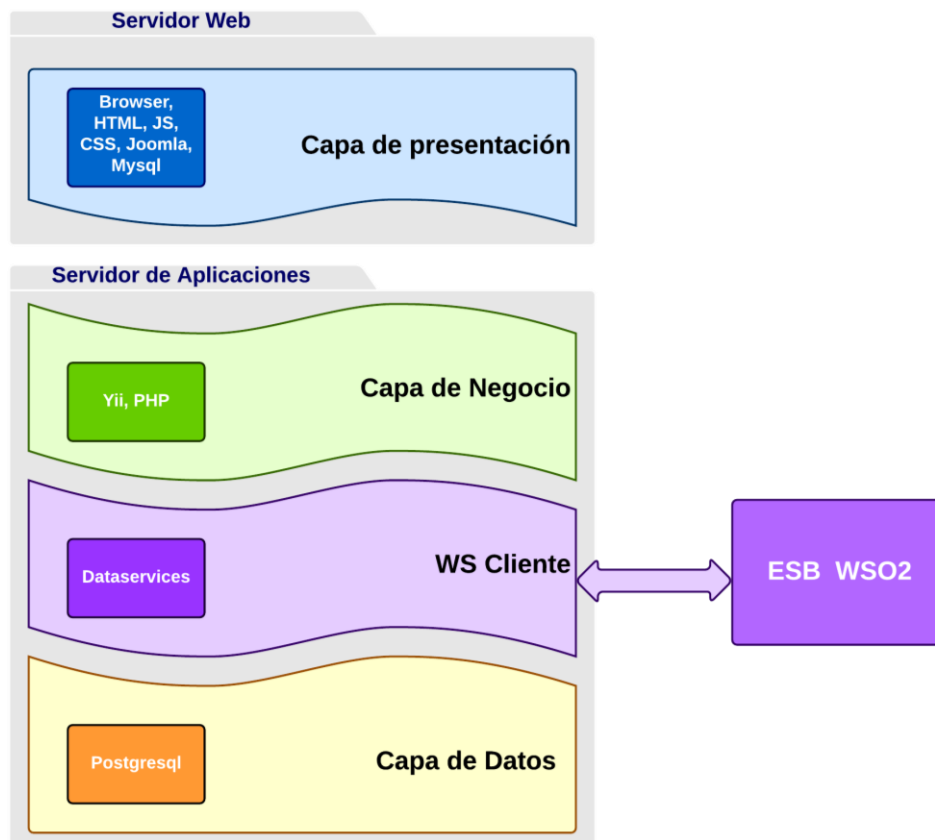 Servidor Web
Browser,
HTML, JS,
CSS, Joomla,
Mysql
Capa de presentación
Servidor de Aplicaciones
Yii, PHP
Capa de Negocio
Dataservices
WS Cliente
ESB  WSO2
Postgresql
Capa de Datos